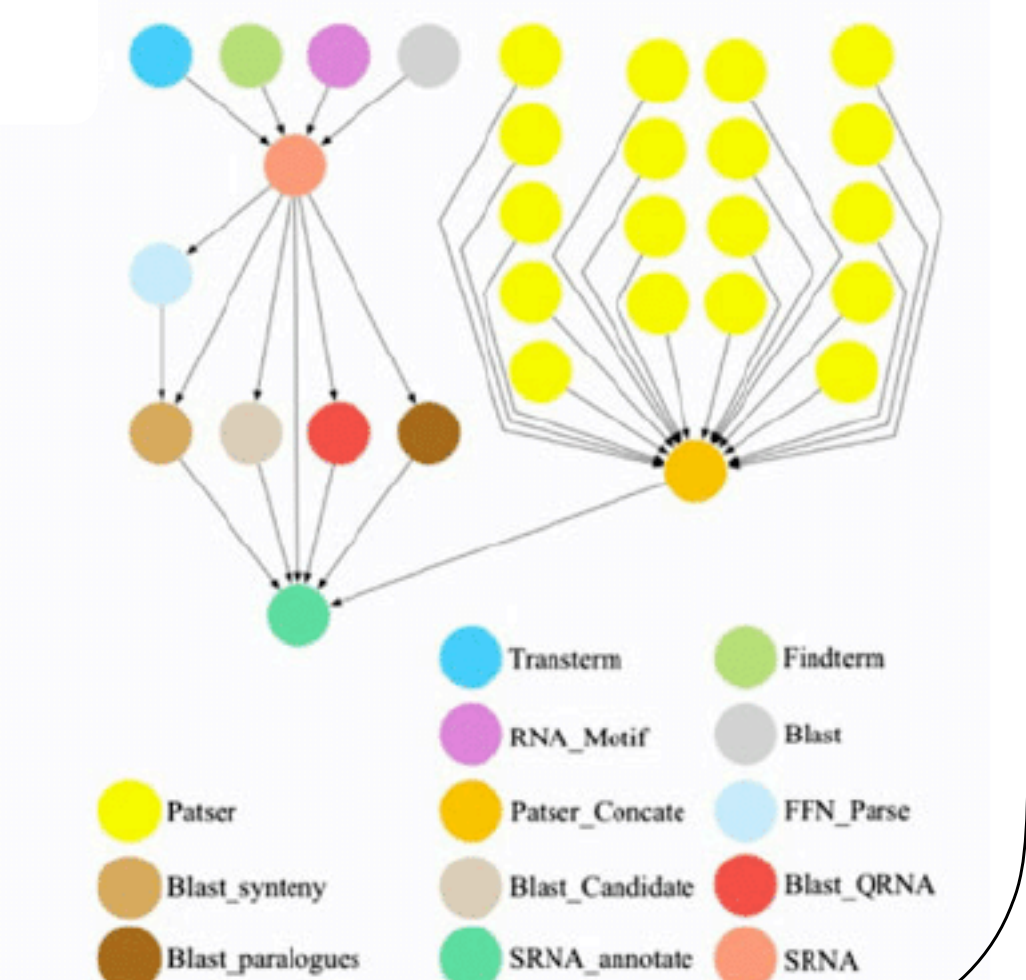 Transterm Findterm
RNA_Motif Blast
Patser Patser_Concate FFN_Parse
Blast_synteny Blast_Candidate Blast_QRNA
Blast_paralogues SRNA_annotate SRNA